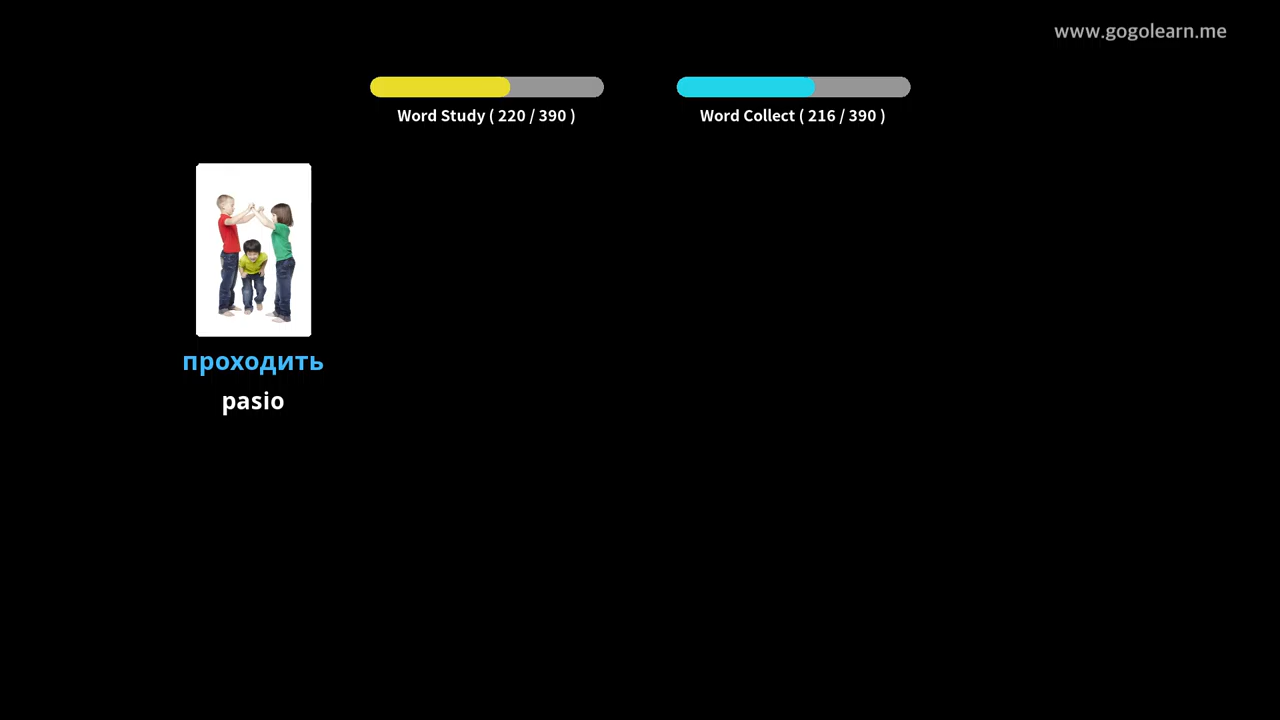 www.gogolearn.me
Word Study ( 220 / 390 )
Word Collect ( 216 / 390 )
проходить
pasio